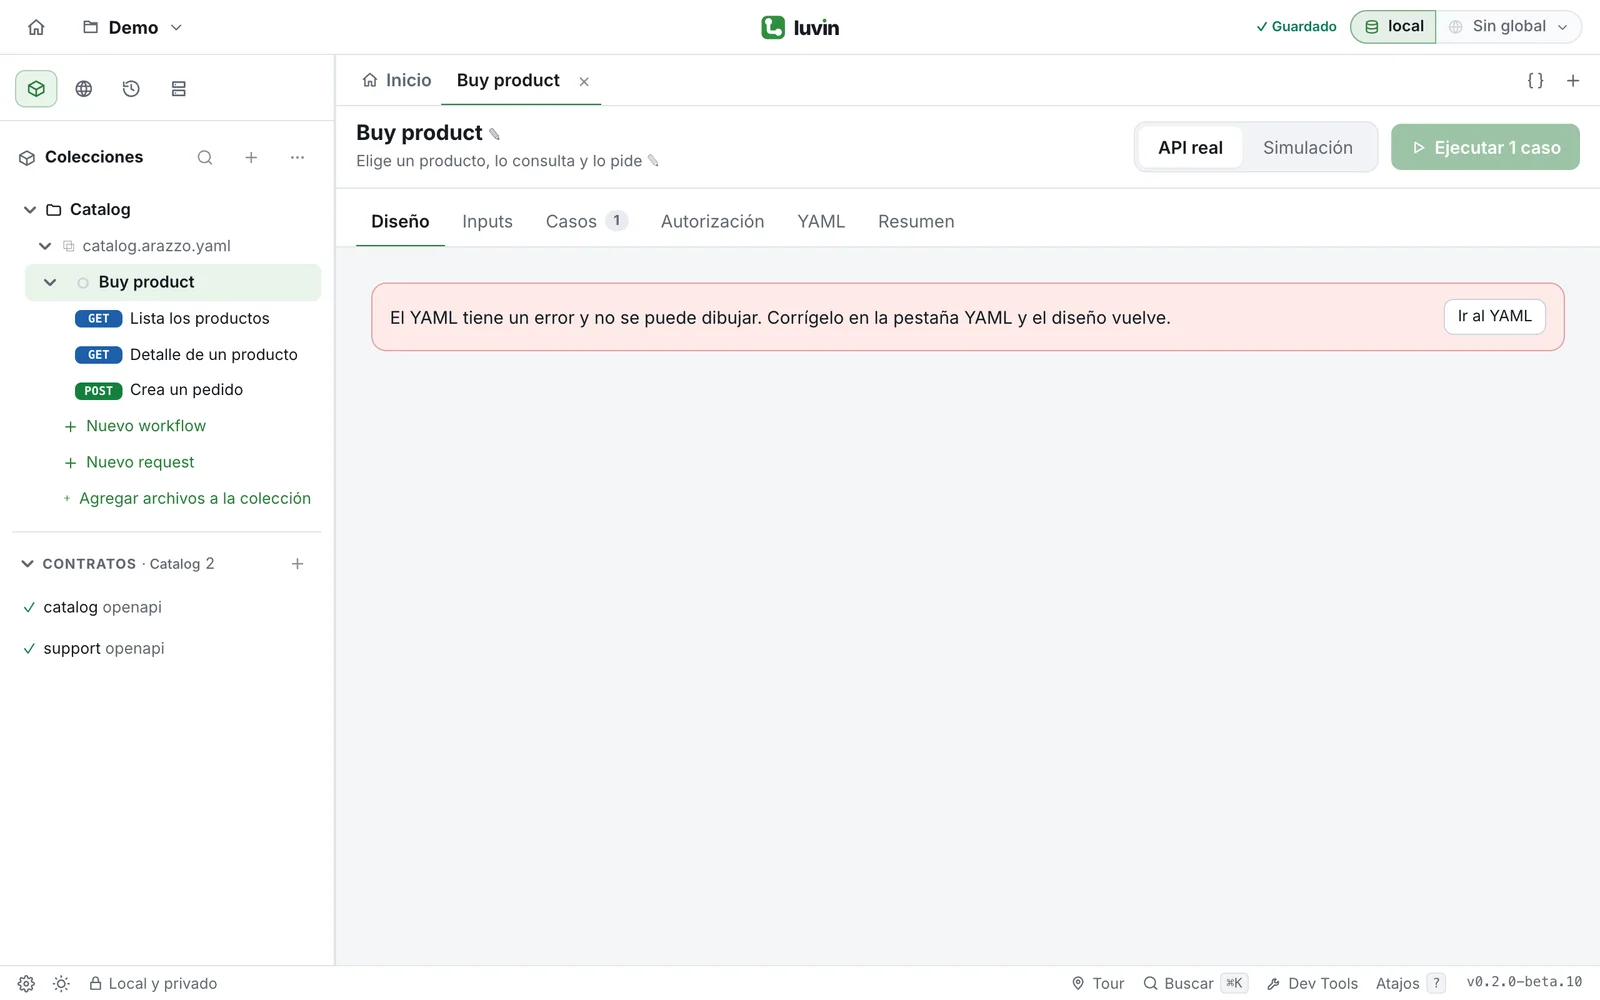 Demo
luvin
Guardado
local
Sin global
Inicio
Buy product
{}
Colecciones
Catalog
catalog.arazzo.yaml
Buy product
GET Lista los productos
GET Detalle de un producto
POST Crea un pedido
Nuevo workflow
Nuevo request
Agregar archivos a la colección
CONTRATOS · Catalog 2
catalog openapi
support openapi
Buy product
Elige un producto, lo consulta y lo pide
API real
Simulación
Ejecutar 1 caso
Diseño
Inputs
Casos 1
Autorización
YAML
Resumen
El YAML tiene un error y no se puede dibujar. Corrígelo en la pestaña YAML y el diseño vuelve.
Ir al YAML
Local y privado
Tour
Buscar ⌘K
Dev Tools
Atajos ?
v0.2.0-beta.10